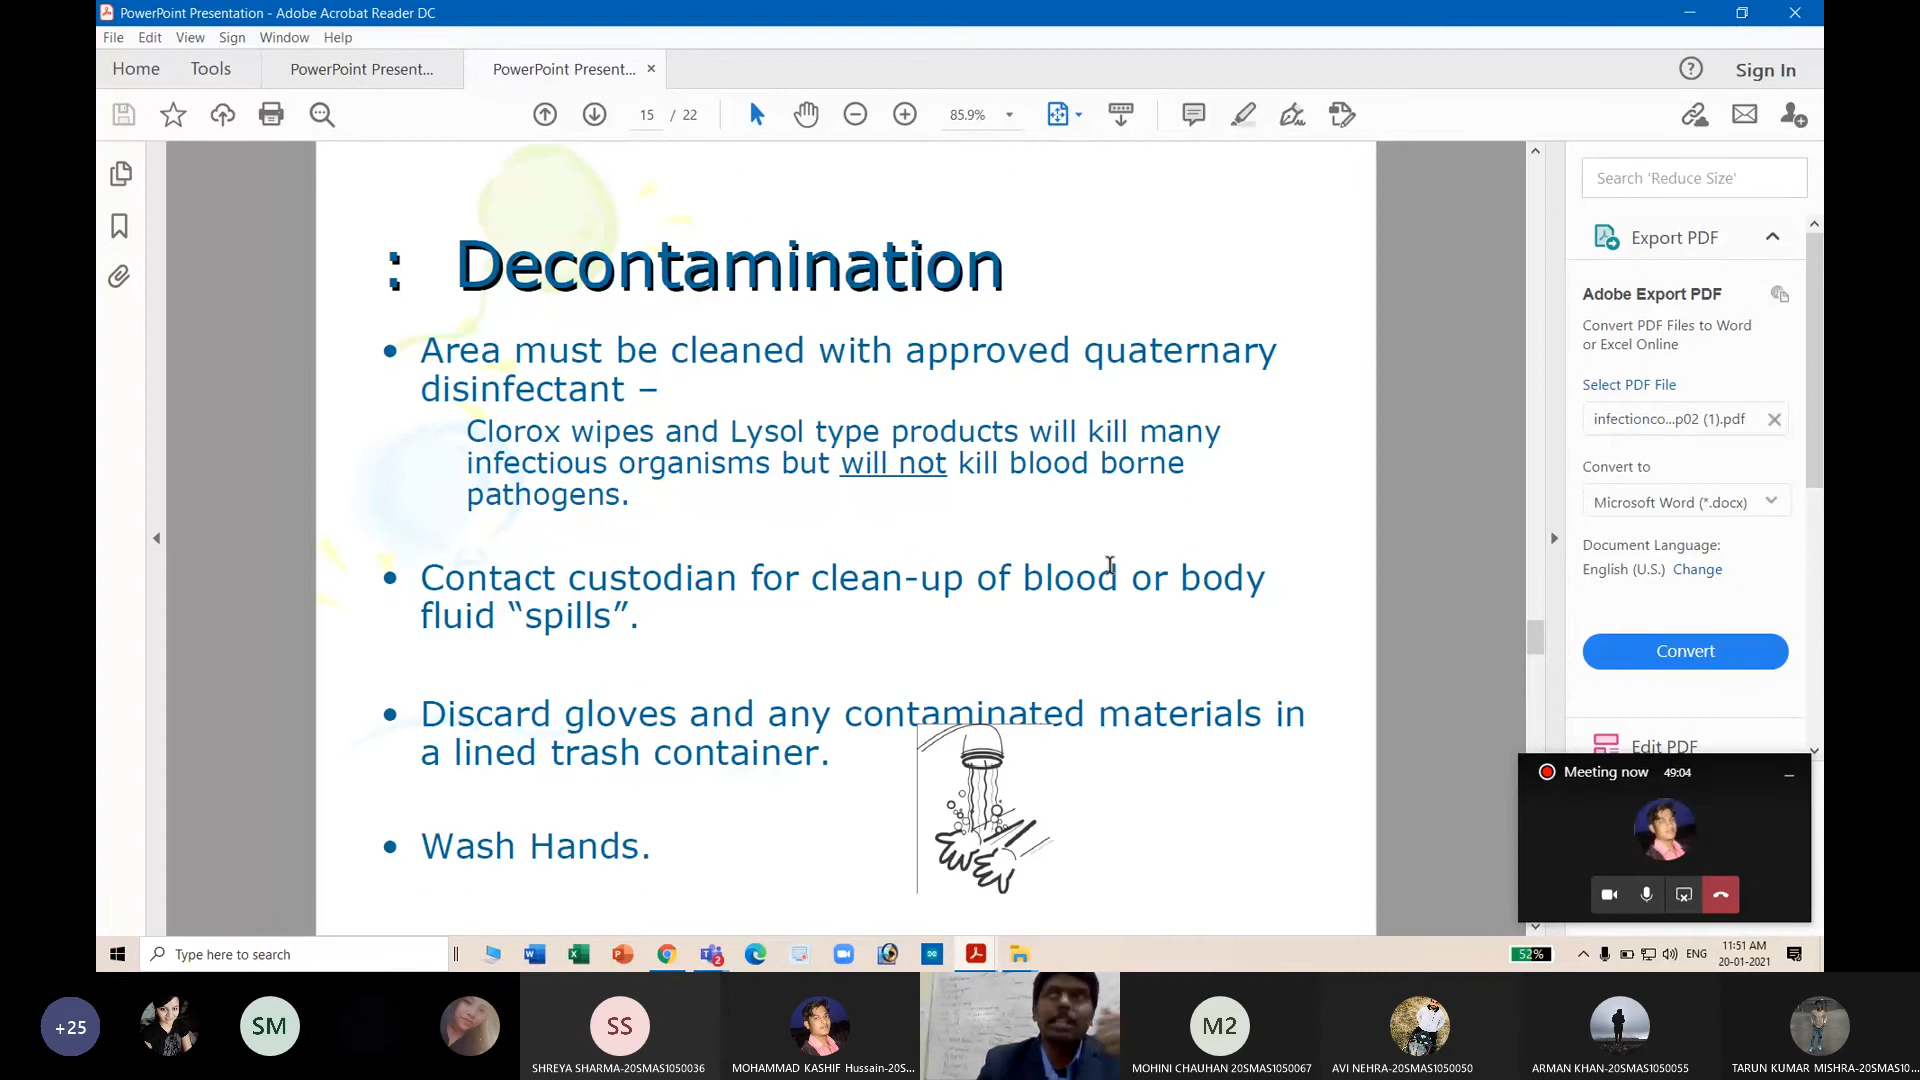 PowerPoint Presentation - Adobe Acrobat Reader DC
File Edit View Sign Window Help
Home Tools PowerPoint Present... PowerPoint Present... ×
Sign In
15 / 22 85.9%
Search 'Reduce Size'
Export PDF
Adobe Export PDF
Convert PDF Files to Word
or Excel Online
Select PDF File
infectionco...p02 (1).pdf
Convert to
Microsoft Word (*.docx)
Document Language:
English (U.S.) Change
Convert
Edit PDF
: Decontamination
• Area must be cleaned with approved quaternary
disinfectant –
Clorox wipes and Lysol type products will kill many
infectious organisms but will not kill blood borne
pathogens.
• Contact custodian for clean-up of blood or body
fluid “spills”.
• Discard gloves and any contaminated materials in
a lined trash container.
• Wash Hands.
Meeting now 49:04
Type here to search
52%
ENG
11:51 AM
20-01-2021
+25
SM
SS
M2
SHREYA SHARMA-20SMAS1050036
MOHAMMAD KASHIF Hussain-20S...
MOHINI CHAUHAN 20SMAS1050067
AVI NEHRA-20SMAS1050050
ARMAN KHAN-20SMAS1050055
TARUN KUMAR MISHRA-20SMAS10...